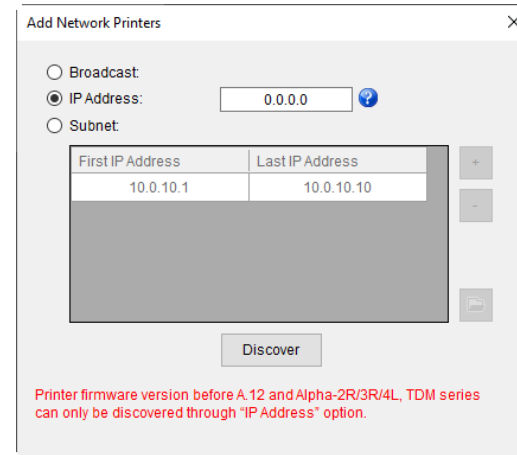 Add Network Printers
Broadcast:
IP Address: 0.0.0.0 ?
Subnet:
First IP Address Last IP Address +
10.0.10.1 10.0.10.10
-
Discover
Printer firmware version before A.12 and Alpha-2R/3R/4L, TDM series
can only be discovered through “IP Address” option.